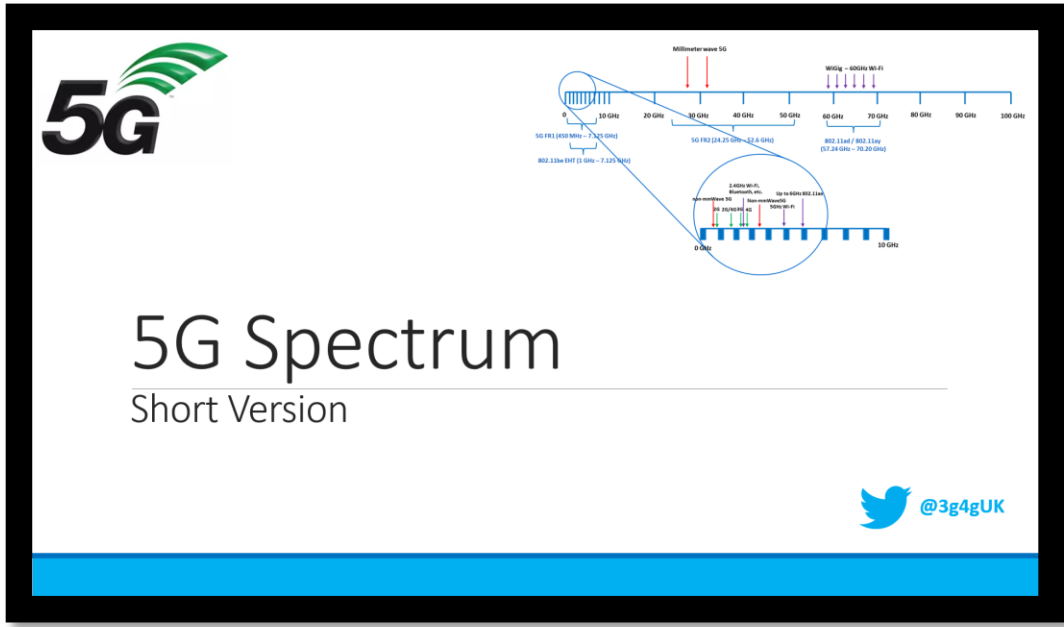 5G
Millimeter wave 5G
WiGig – 60GHz Wi-Fi
0 10 GHz 20 GHz 30 GHz 40 GHz 50 GHz 60 GHz 70 GHz 80 GHz 90 GHz 100 GHz
5G FR1 (450 MHz – 7.125 GHz)
5G FR2 (24.25 GHz – 52.6 GHz)
802.11ad / 802.11ay
(57.24 GHz – 70.20 GHz)
802.11be EHT (1 GHz – 7.125 GHz)
2.4GHz Wi-Fi,
Bluetooth, etc.
Up to 6GHz 802.11ax
non-mmWave 5G
Non-mmWave5G
2G 2G/3G 3G 4G
5GHz Wi-Fi
0 GHz
10 GHz
5G Spectrum
Short Version
@3g4gUK